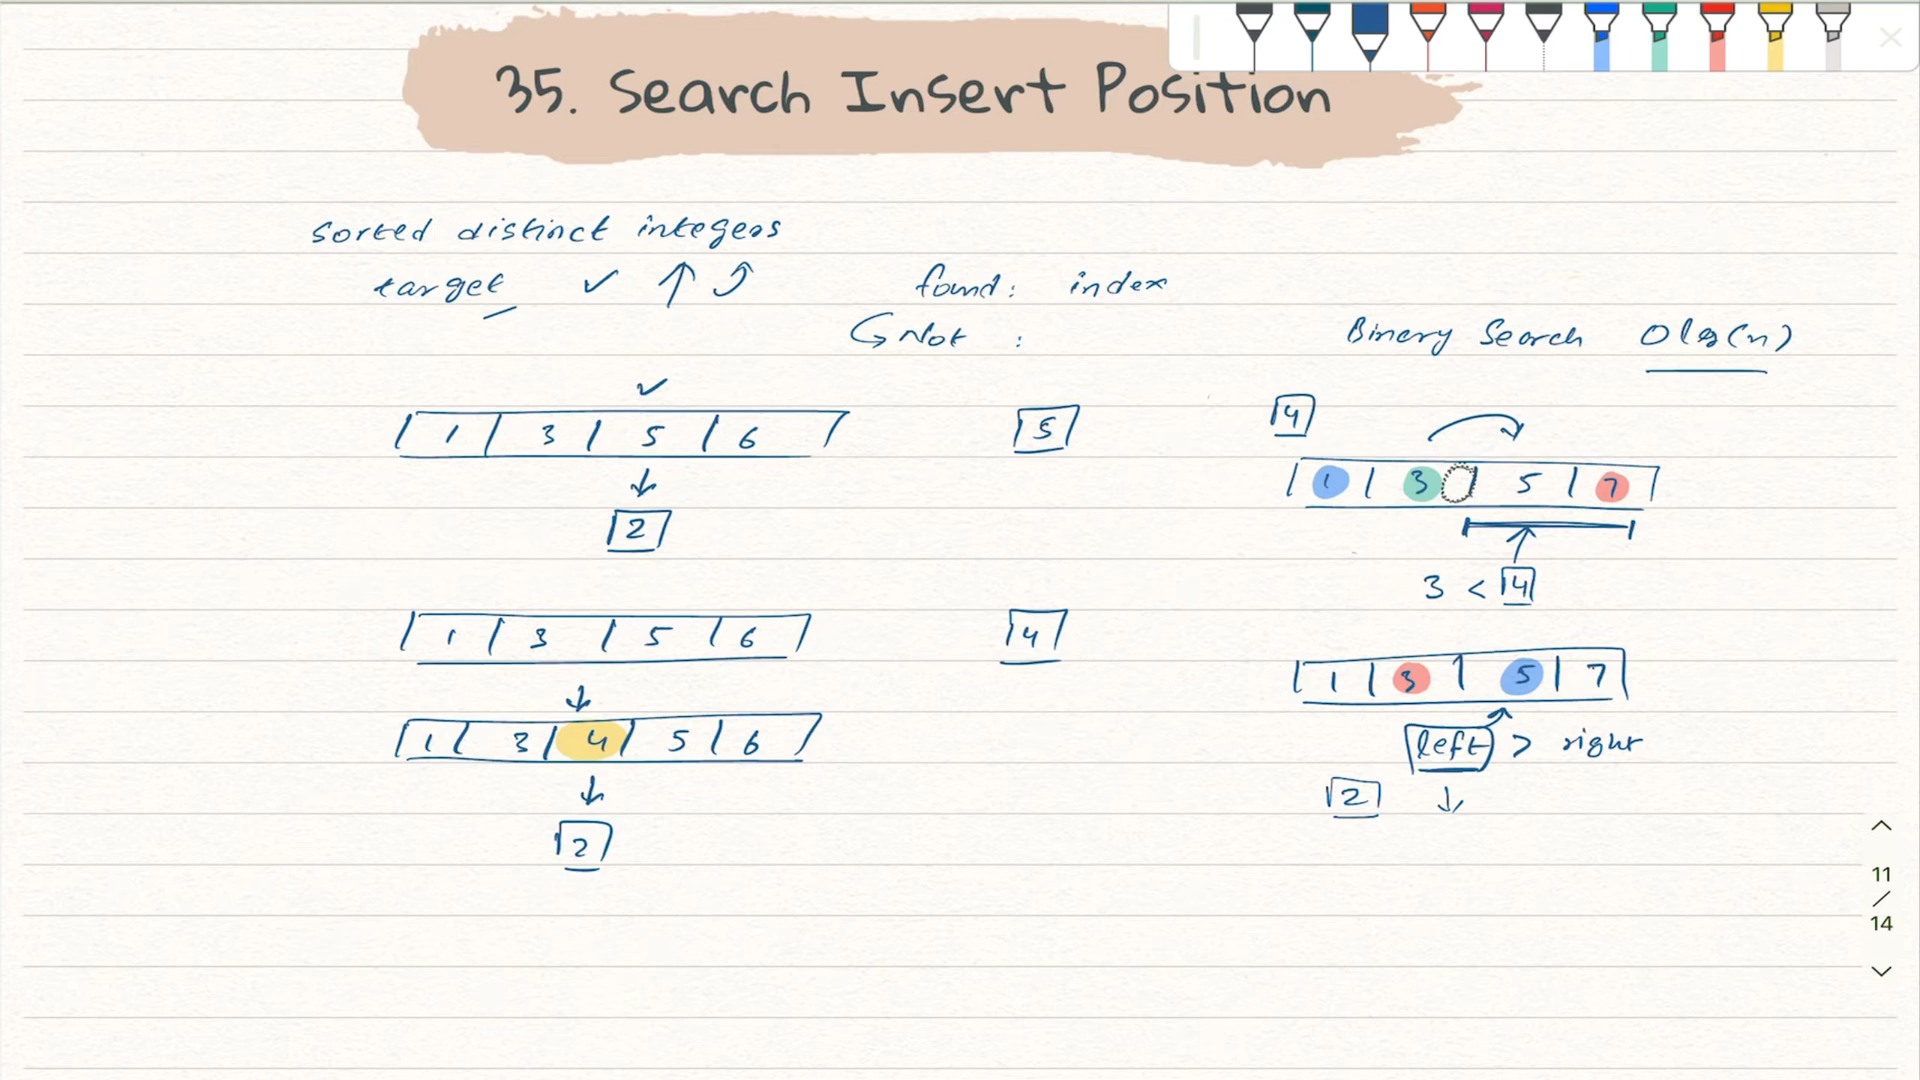 35. Search Insert Position
sorted distinct integers
target ✓ ↑
found: index
Not :
Binary Search O lg(n)
1 3 5 6
5
2
1 3 5 6
4
1 3 4 5 6
2
4
1 3 5 7
3 < 4
1 3 5 7
left > right
2
11
/
14